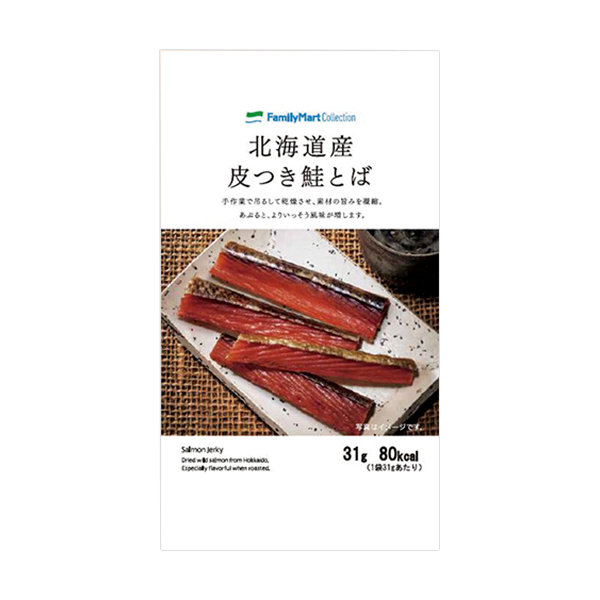 FamilyMart Collection
北海道産
皮つき鮭とば
手作業で吊るして乾燥させ、素材の旨みを凝縮。
あぶると、よりいっそう風味が増します。
写真はイメージです。
Salmon Jerky
Dried wild salmon from Hokkaido.
Especially flavorful when roasted.
31g 80kcal
(1袋31gあたり)